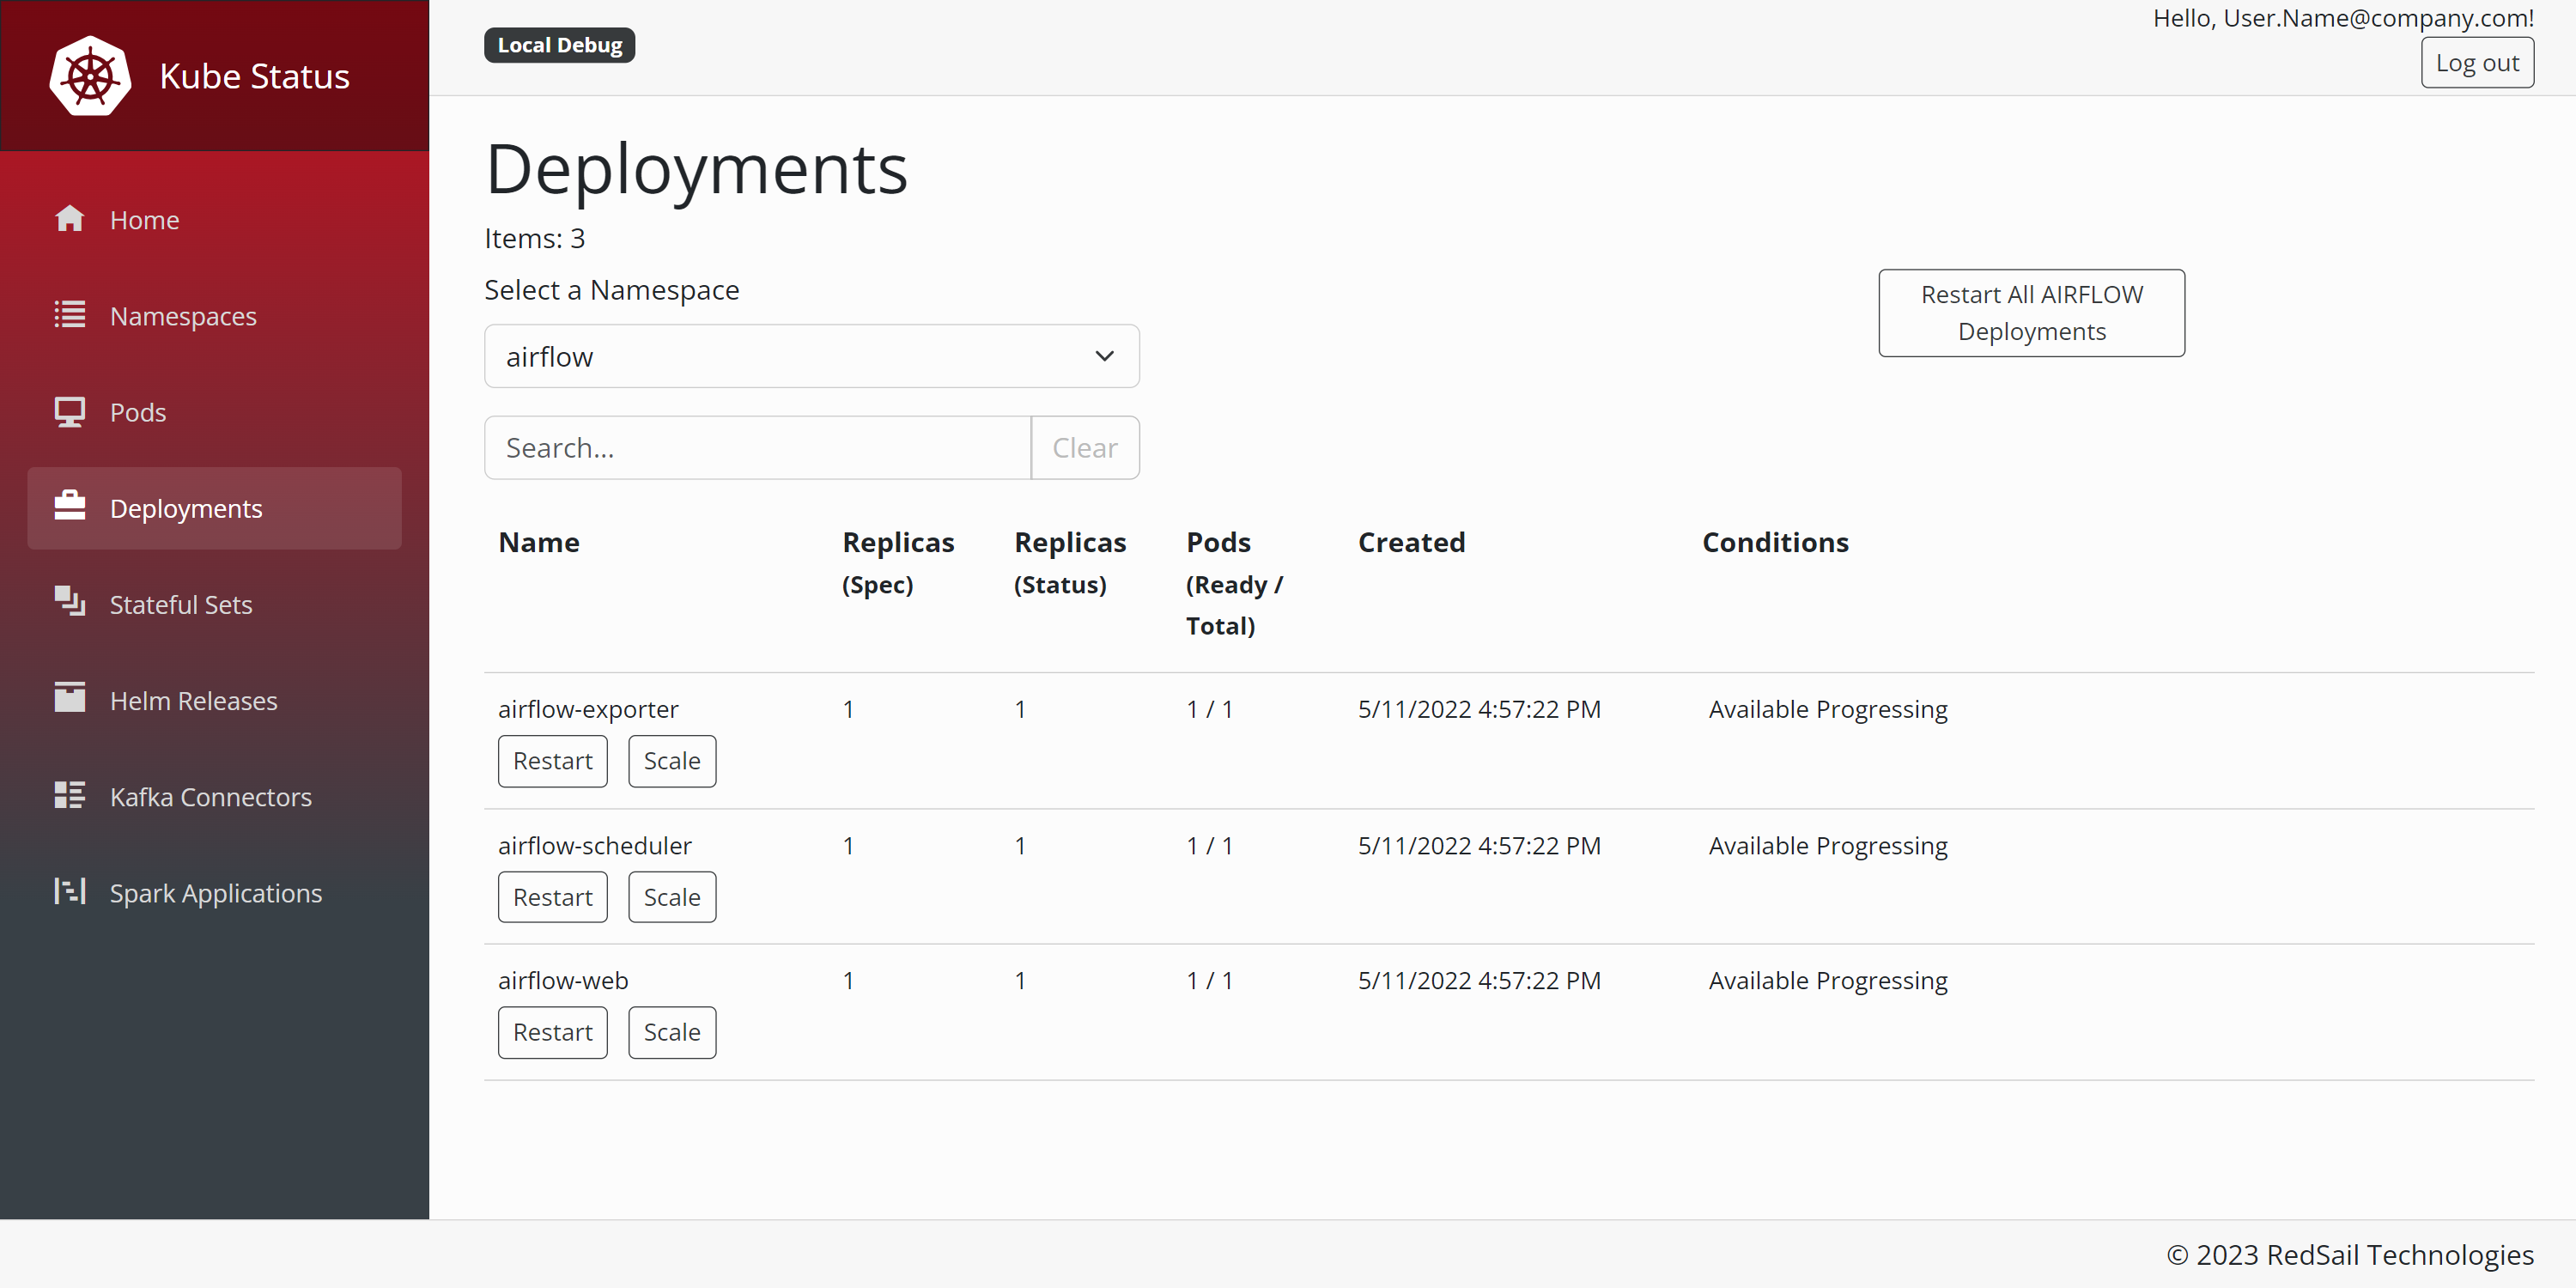 Kube Status
Local Debug
Hello, User.Name@company.com!
Log out
Home
Namespaces
Pods
Deployments
Stateful Sets
Helm Releases
Kafka Connectors
Spark Applications
Deployments
Items: 3
Select a Namespace
airflow
Restart All AIRFLOW
Deployments
Search... Clear
Name Replicas Replicas Pods Created Conditions
(Spec) (Status) (Ready /
Total)
airflow-exporter 1 1 1 / 1 5/11/2022 4:57:22 PM Available Progressing
Restart Scale
airflow-scheduler 1 1 1 / 1 5/11/2022 4:57:22 PM Available Progressing
Restart Scale
airflow-web 1 1 1 / 1 5/11/2022 4:57:22 PM Available Progressing
Restart Scale
© 2023 RedSail Technologies